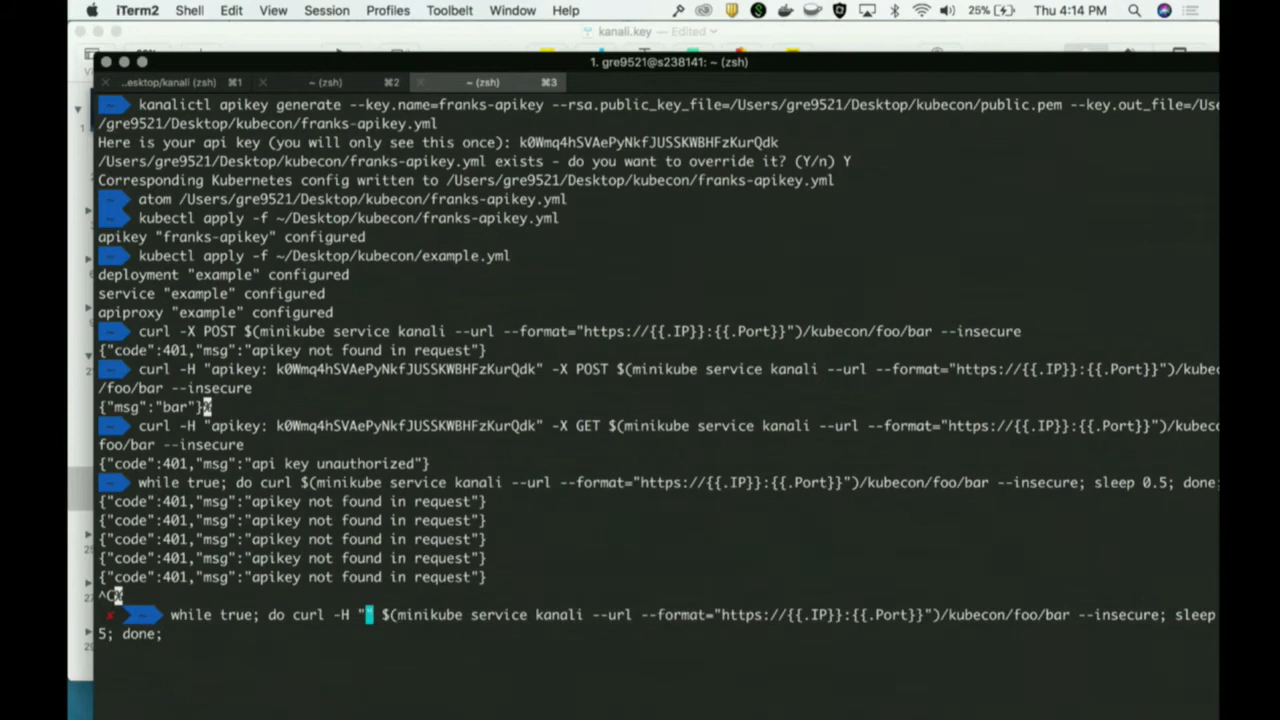 iTerm2 Shell Edit View Session Profiles Toolbelt Window Help 25% Thu 4:14 PM
kanali.key — Edited
1. gre9521@s238141: ~ (zsh)
..esktop/kanali (zsh) ⌘1 ~ (zsh) ⌘2 ~ (zsh) ⌘3
~ kanalictl apikey generate --key.name=franks-apikey --rsa.public_key_file=/Users/gre9521/Desktop/kubecon/public.pem --key.out_file=/Use
/gre9521/Desktop/kubecon/franks-apikey.yml
Here is your api key (you will only see this once): k0Wmq4hSVAePyNkfJUSSKWBHFzKurQdk
/Users/gre9521/Desktop/kubecon/franks-apikey.yml exists - do you want to override it? (Y/n) Y
Corresponding Kubernetes config written to /Users/gre9521/Desktop/kubecon/franks-apikey.yml
~ atom /Users/gre9521/Desktop/kubecon/franks-apikey.yml
~ kubectl apply -f ~/Desktop/kubecon/franks-apikey.yml
apikey "franks-apikey" configured
~ kubectl apply -f ~/Desktop/kubecon/example.yml
deployment "example" configured
service "example" configured
apiproxy "example" configured
~ curl -X POST $(minikube service kanali --url --format="https://{{.IP}}:{{.Port}}")/kubecon/foo/bar --insecure
{"code":401,"msg":"apikey not found in request"}
~ curl -H "apikey: k0Wmq4hSVAePyNkfJUSSKWBHFzKurQdk" -X POST $(minikube service kanali --url --format="https://{{.IP}}:{{.Port}}")/kubec
/foo/bar --insecure
{"msg":"bar"}%
~ curl -H "apikey: k0Wmq4hSVAePyNkfJUSSKWBHFzKurQdk" -X GET $(minikube service kanali --url --format="https://{{.IP}}:{{.Port}}")/kubeco
foo/bar --insecure
{"code":401,"msg":"api key unauthorized"}
~ while true; do curl $(minikube service kanali --url --format="https://{{.IP}}:{{.Port}}")/kubecon/foo/bar --insecure; sleep 0.5; done;
{"code":401,"msg":"apikey not found in request"}
{"code":401,"msg":"apikey not found in request"}
{"code":401,"msg":"apikey not found in request"}
{"code":401,"msg":"apikey not found in request"}
{"code":401,"msg":"apikey not found in request"}
^C%
✘ ~ while true; do curl -H "" $(minikube service kanali --url --format="https://{{.IP}}:{{.Port}}")/kubecon/foo/bar --insecure; sleep
5; done;